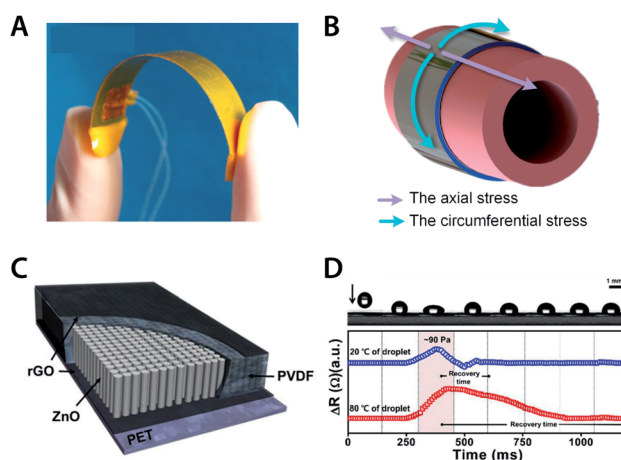 A
B
The axial stress
The circumferential stress
C
rGO
ZnO
PVDF
PET
D
1 mm
~90 Pa
20 ℃ of droplet
Recovery
time
80 ℃ of droplet
Recovery time
ΔR (Ω)(a.u.)
0 250 500 750 1000
Time (ms)